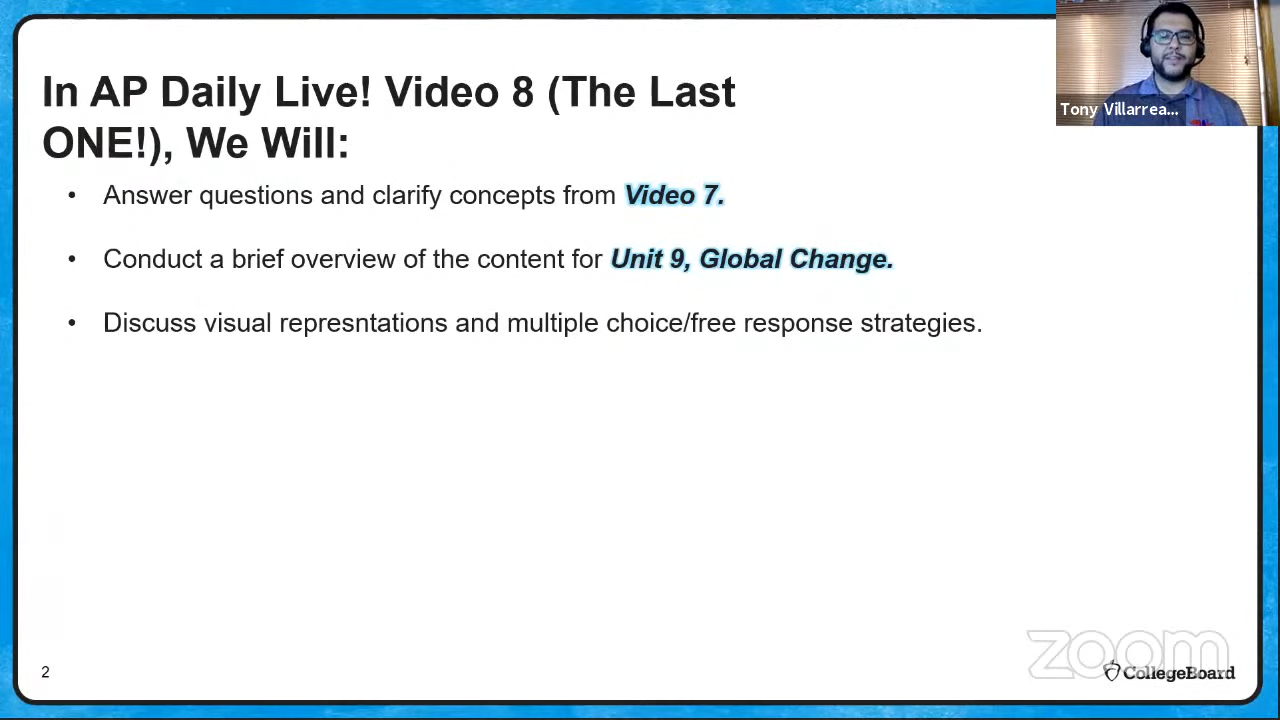 In AP Daily Live! Video 8 (The Last
ONE!), We Will:
Tony Villarrea...
• Answer questions and clarify concepts from Video 7.
• Conduct a brief overview of the content for Unit 9, Global Change.
• Discuss visual represntations and multiple choice/free response strategies.
zoom
2
CollegeBoard